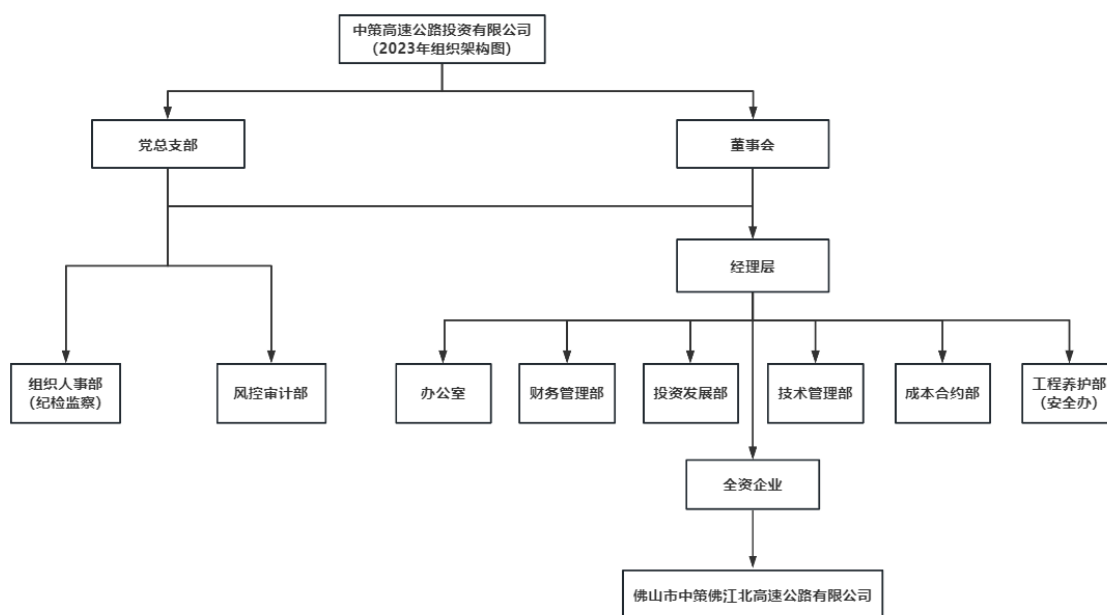 中策高速公路投资有限公司
（2023年组织架构图）
党总支部
董事会
经理层
组织人事部
（纪检监察）
风控审计部
办公室
财务管理部
投资发展部
技术管理部
成本合约部
工程养护部
（安全办）
全资企业
佛山市中策佛江北高速公路有限公司